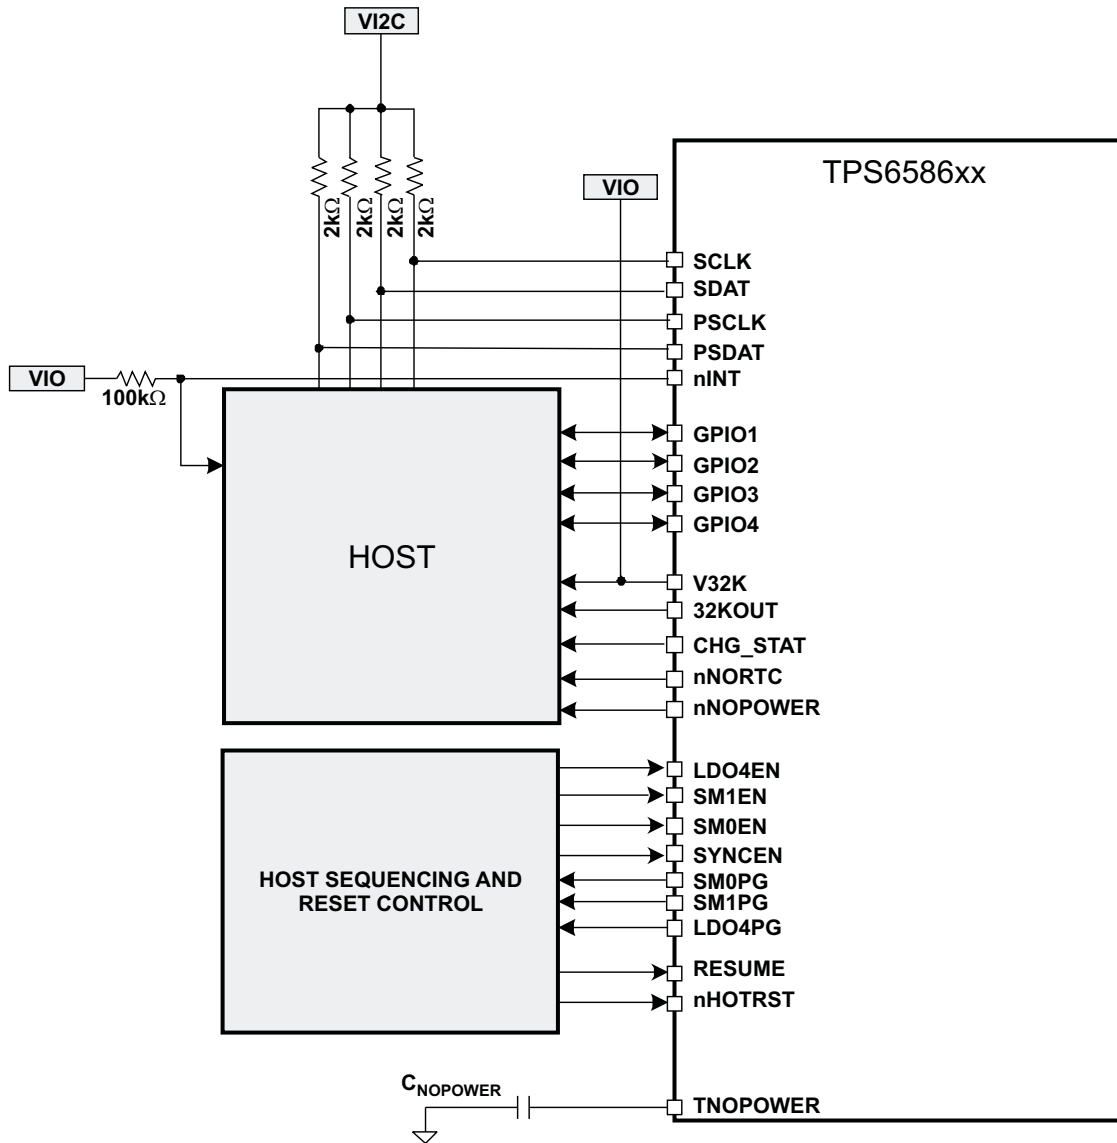 VI2C
2kΩ
2kΩ
2kΩ
2kΩ
VIO
TPS6586xx
SCLK
SDAT
PSCLK
PSDAT
VIO
100kΩ
nINT
GPIO1
GPIO2
GPIO3
GPIO4
HOST
V32K
32KOUT
CHG_STAT
nNORTC
nNOPOWER
LDO4EN
SM1EN
SM0EN
SYNCEN
HOST SEQUENCING AND
RESET CONTROL
SM0PG
SM1PG
LDO4PG
RESUME
nHOTRST
CNOPOWER
TNOPOWER